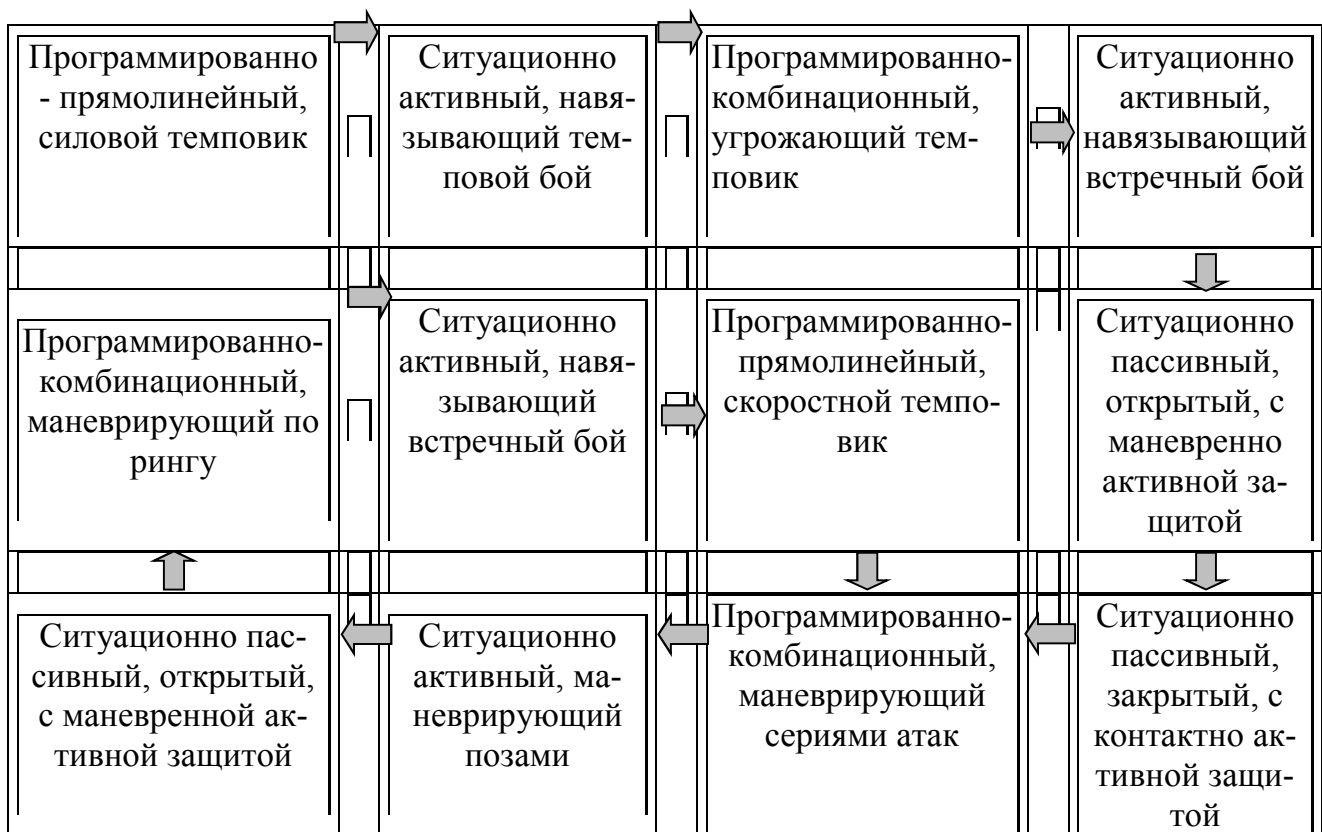 Программированно
- прямолинейный,
силовой темповик
Ситуационно
активный, навя-
зывающий тем-
повой бой
Программированно-
комбинационный,
угрожающий тем-
повик
Ситуационно
активный,
навязывающий
встречный бой
Программированно-
комбинационный,
маневрирующий по
рингу
Ситуационно
активный, навя-
зывающий
встречный бой
Программированно-
прямолинейный,
скоростной темпо-
вик
Ситуационно
пассивный,
открытый, с
маневренно
активной за-
щитой
Ситуационно пас-
сивный, открытый,
с маневренной ак-
тивной защитой
Ситуационно
активный, ма-
неврирующий
позами
Программированно-
комбинационный,
маневрирующий
сериями атак
Ситуационно
пассивный,
закрытый, с
контактно ак-
тивной защи-
той